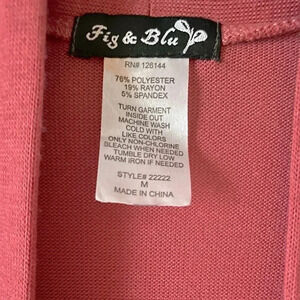 Fig & Blu
RN# 126144
76% POLYESTER
19% RAYON
5% SPANDEX
TURN GARMENT
INSIDE OUT
MACHINE WASH
COLD WITH
LIKE COLORS
ONLY NON-CHLORINE
BLEACH WHEN NEEDED
TUMBLE DRY LOW
WARM IRON IF NEEDED
STYLE# 22222
M
MADE IN CHINA